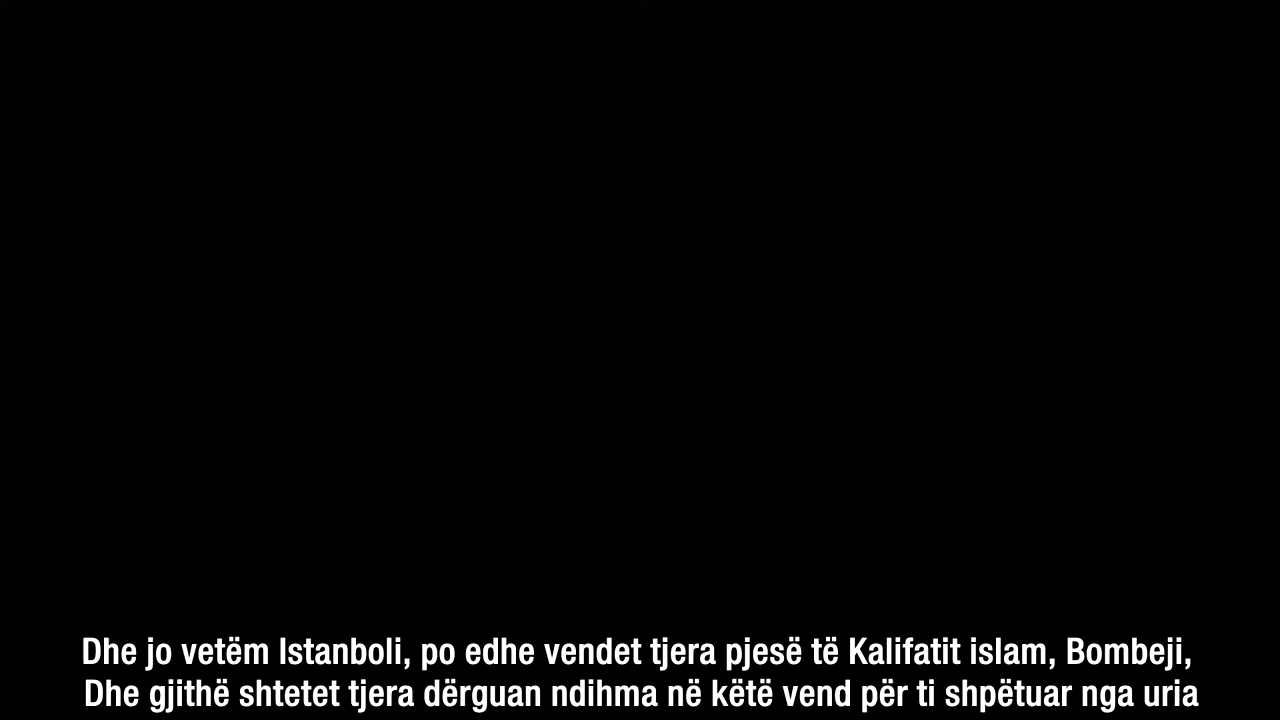 Dhe jo vetëm Istanboli, po edhe vendet tjera pjesë të Kalifatit islam, Bombeji,
Dhe gjithë shtetet tjera dërguan ndihma në këtë vend për ti shpëtuar nga uria